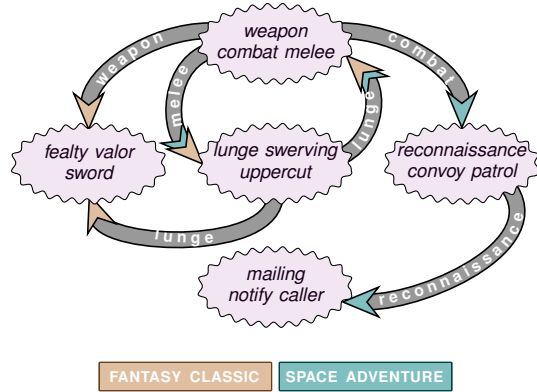 weapon
combat melee
weapon
melee
combat
lunge
fealty valor
sword
lunge swerving
uppercut
reconnaissance
convoy patrol
lunge
mailing
notify caller
reconnaissance
FANTASY CLASSIC
SPACE ADVENTURE